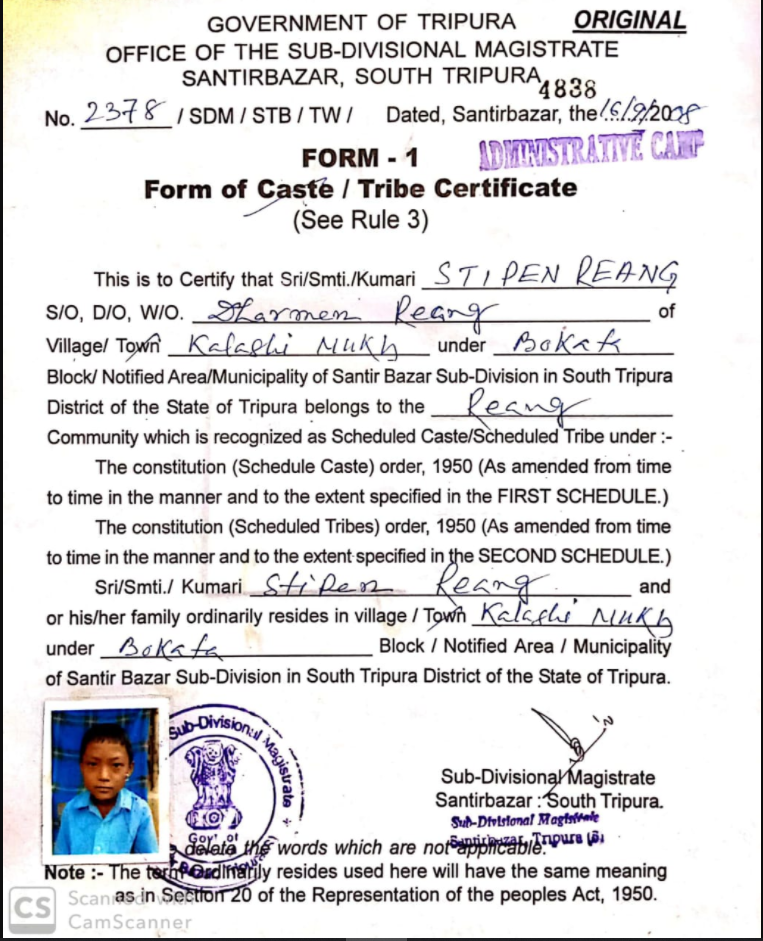 GOVERNMENT OF TRIPURA ORIGINAL
OFFICE OF THE SUB-DIVISIONAL MAGISTRATE
SANTIRBAZAR, SOUTH TRIPURA
4838
No. 2378 / SDM / STB / TW / Dated, Santirbazar, the 16/9/2008
ADMINISTRATIVE CAMP
FORM - 1
Form of Caste / Tribe Certificate
(See Rule 3)
This is to Certify that Sri/Smti./Kumari STIPEN REANG
S/O, D/O, W/O. Dharmen Reang of
Village/ Town Kalashi Mukh under Bokafa
Block/ Notified Area/Municipality of Santir Bazar Sub-Division in South Tripura
District of the State of Tripura belongs to the Reang
Community which is recognized as Scheduled Caste/Scheduled Tribe under :-
The constitution (Schedule Caste) order, 1950 (As amended from time
to time in the manner and to the extent specified in the FIRST SCHEDULE.)
The constitution (Scheduled Tribes) order, 1950 (As amended from time
to time in the manner and to the extent specified in the SECOND SCHEDULE.)
Sri/Smti./ Kumari Stipen Reang and
or his/her family ordinarily resides in village / Town Kalashi Mukh
under Bokafa Block / Notified Area / Municipality
of Santir Bazar Sub-Division in South Tripura District of the State of Tripura.
Sub-Divisional Magistrate
Gov'. of
Sub-Divisional Magistrate
Santirbazar : South Tripura.
Sub-Divisional Magistrate
Santirbazar, Tripura (S)
delete the words which are not applicable.
Note :- The term Ordinarily resides used here will have the same meaning
as in Section 20 of the Representation of the peoples Act, 1950.
CS Scanned with
CamScanner